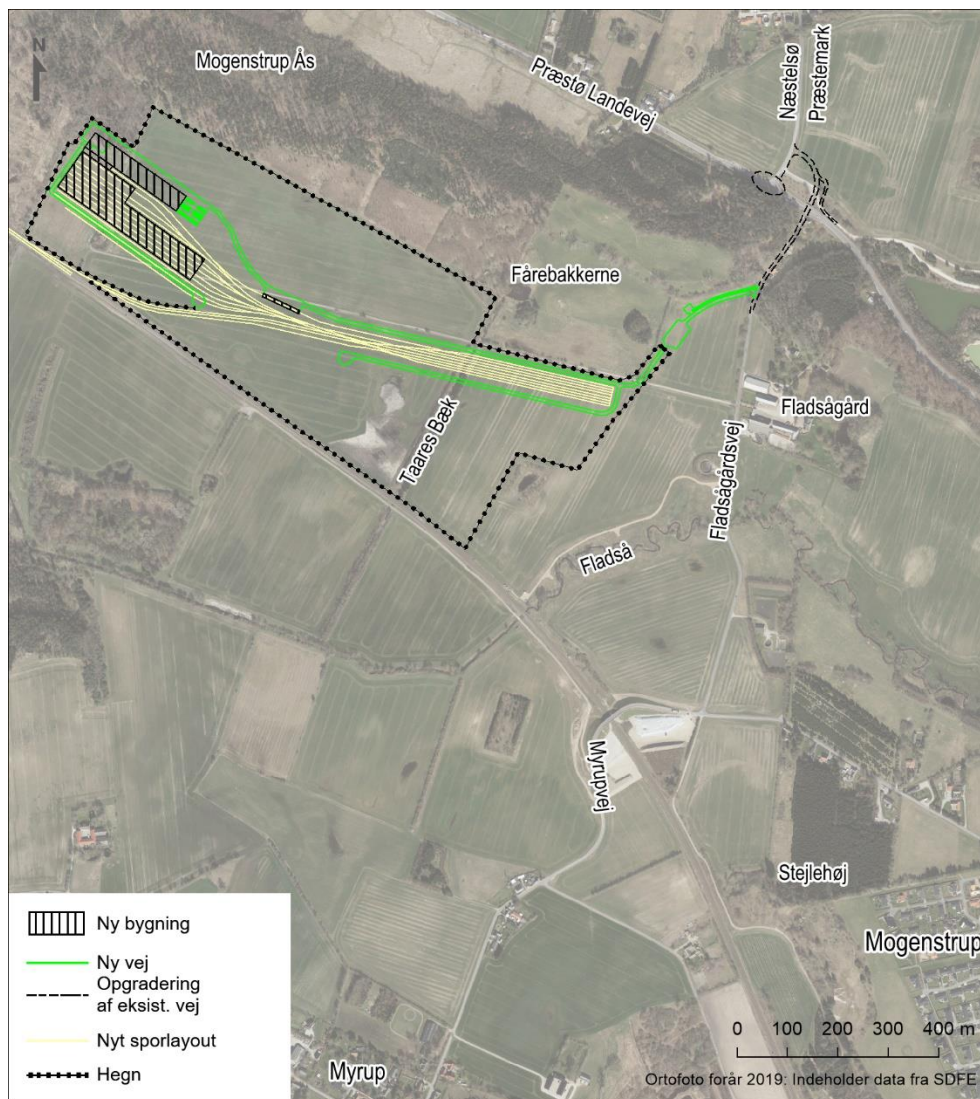 N
Mogenstrup Ås
Præstø Landevej
Næstelsø
Præstemark
Fårebakkerne
Taares Bæk
Fladsågård
Fladsågårdsvej
Fladså
Myrupvej
Stejlehøj
Mogenstrup
Myrup
Ny bygning
Ny vej
Opgradering
af eksist. vej
Nyt sporlayout
Hegn
0 100 200 300 400 m
Ortofoto forår 2019: Indeholder data fra SDFE